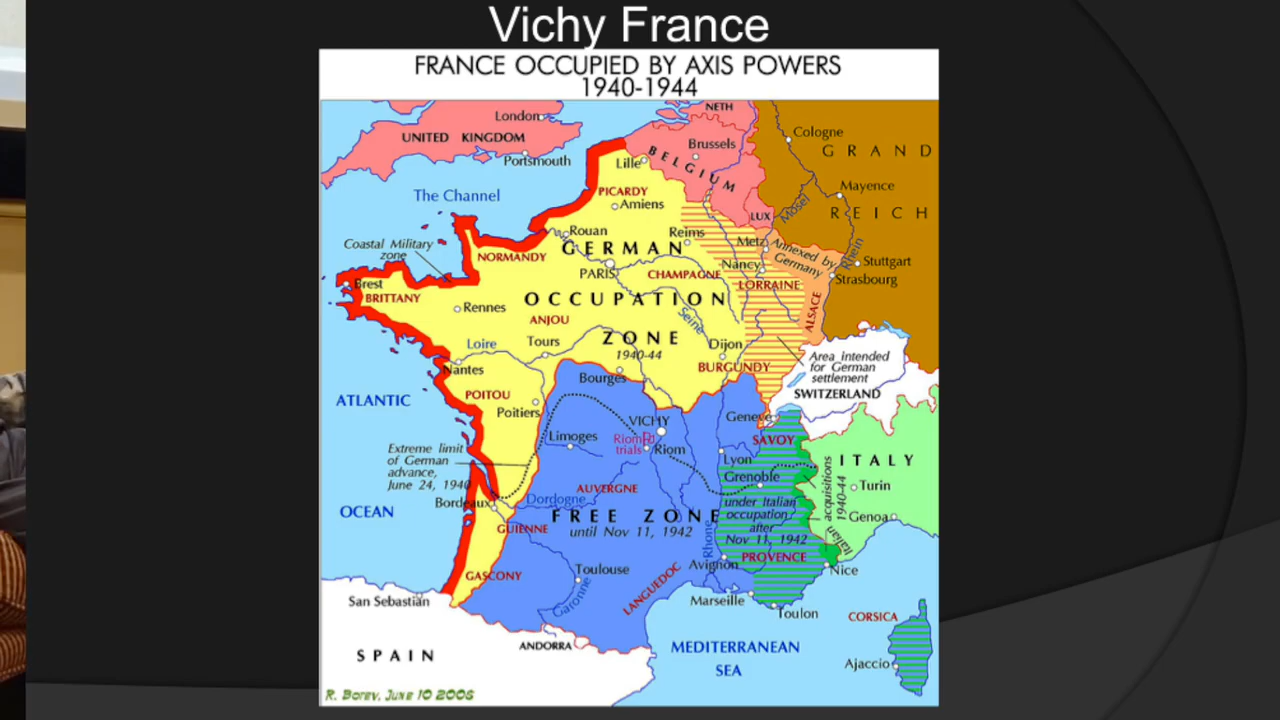 Vichy France
FRANCE OCCUPIED BY AXIS POWERS
1940-1944
NETH
London
Cologne
UNITED KINGDOM
GRAND
Brussels
BELGIUM
Portsmouth
Lille
Mayence
The Channel
PICARDY
Amiens
Mosel
REICH
LUX
Rouan
Reims
Metz
Annexed by
Germany
Rhein
Coastal Military
zone
GERMAN
NORMANDY
Nancy
Stuttgart
PARIS
CHAMPAGNE
Strasbourg
Brest
LORRAINE
BRITTANY
OCCUPATION
ALSACE
Rennes
ANJOU
Seine
Loire
Tours
ZONE
1940-44
Dijon
Area intended
for German
settlement
Nantes
BURGUNDY
Bourges
SWITZERLAND
POITOU
ATLANTIC
Poitiers
VICHY
Geneve
Limoges
Riom
trials
Riom
SAVOY
Extreme limit
of German
advance,
June 24, 1940
Lyon
ITALY
Grenoble
Turin
AUVERGNE
Bordeaux
Dordogne
under Italian
occupation
after
Nov 11, 1942
Italian
acquisitions
1940-44
OCEAN
FREE ZONE
until Nov 11, 1942
Genoa
GUIENNE
Rhone
PROVENCE
Avignon
Nice
GASCONY
Toulouse
LANGUEDOC
Garonne
San Sebastian
Marseille
Toulon
CORSICA
ANDORRA
MEDITERRANEAN
SEA
SPAIN
Ajaccio
R. Botev, June 10 2006